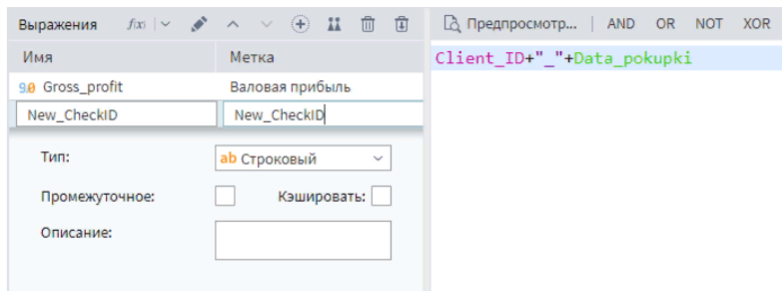 Выражения f(x) Предпросмотр... AND OR NOT XOR
Имя Метка Client_ID+"_"+Data_pokupki
9.0 Gross_profit Валовая прибыль
New_CheckID New_CheckID
Тип: ab Строковый
Промежуточное: Кэшировать:
Описание: